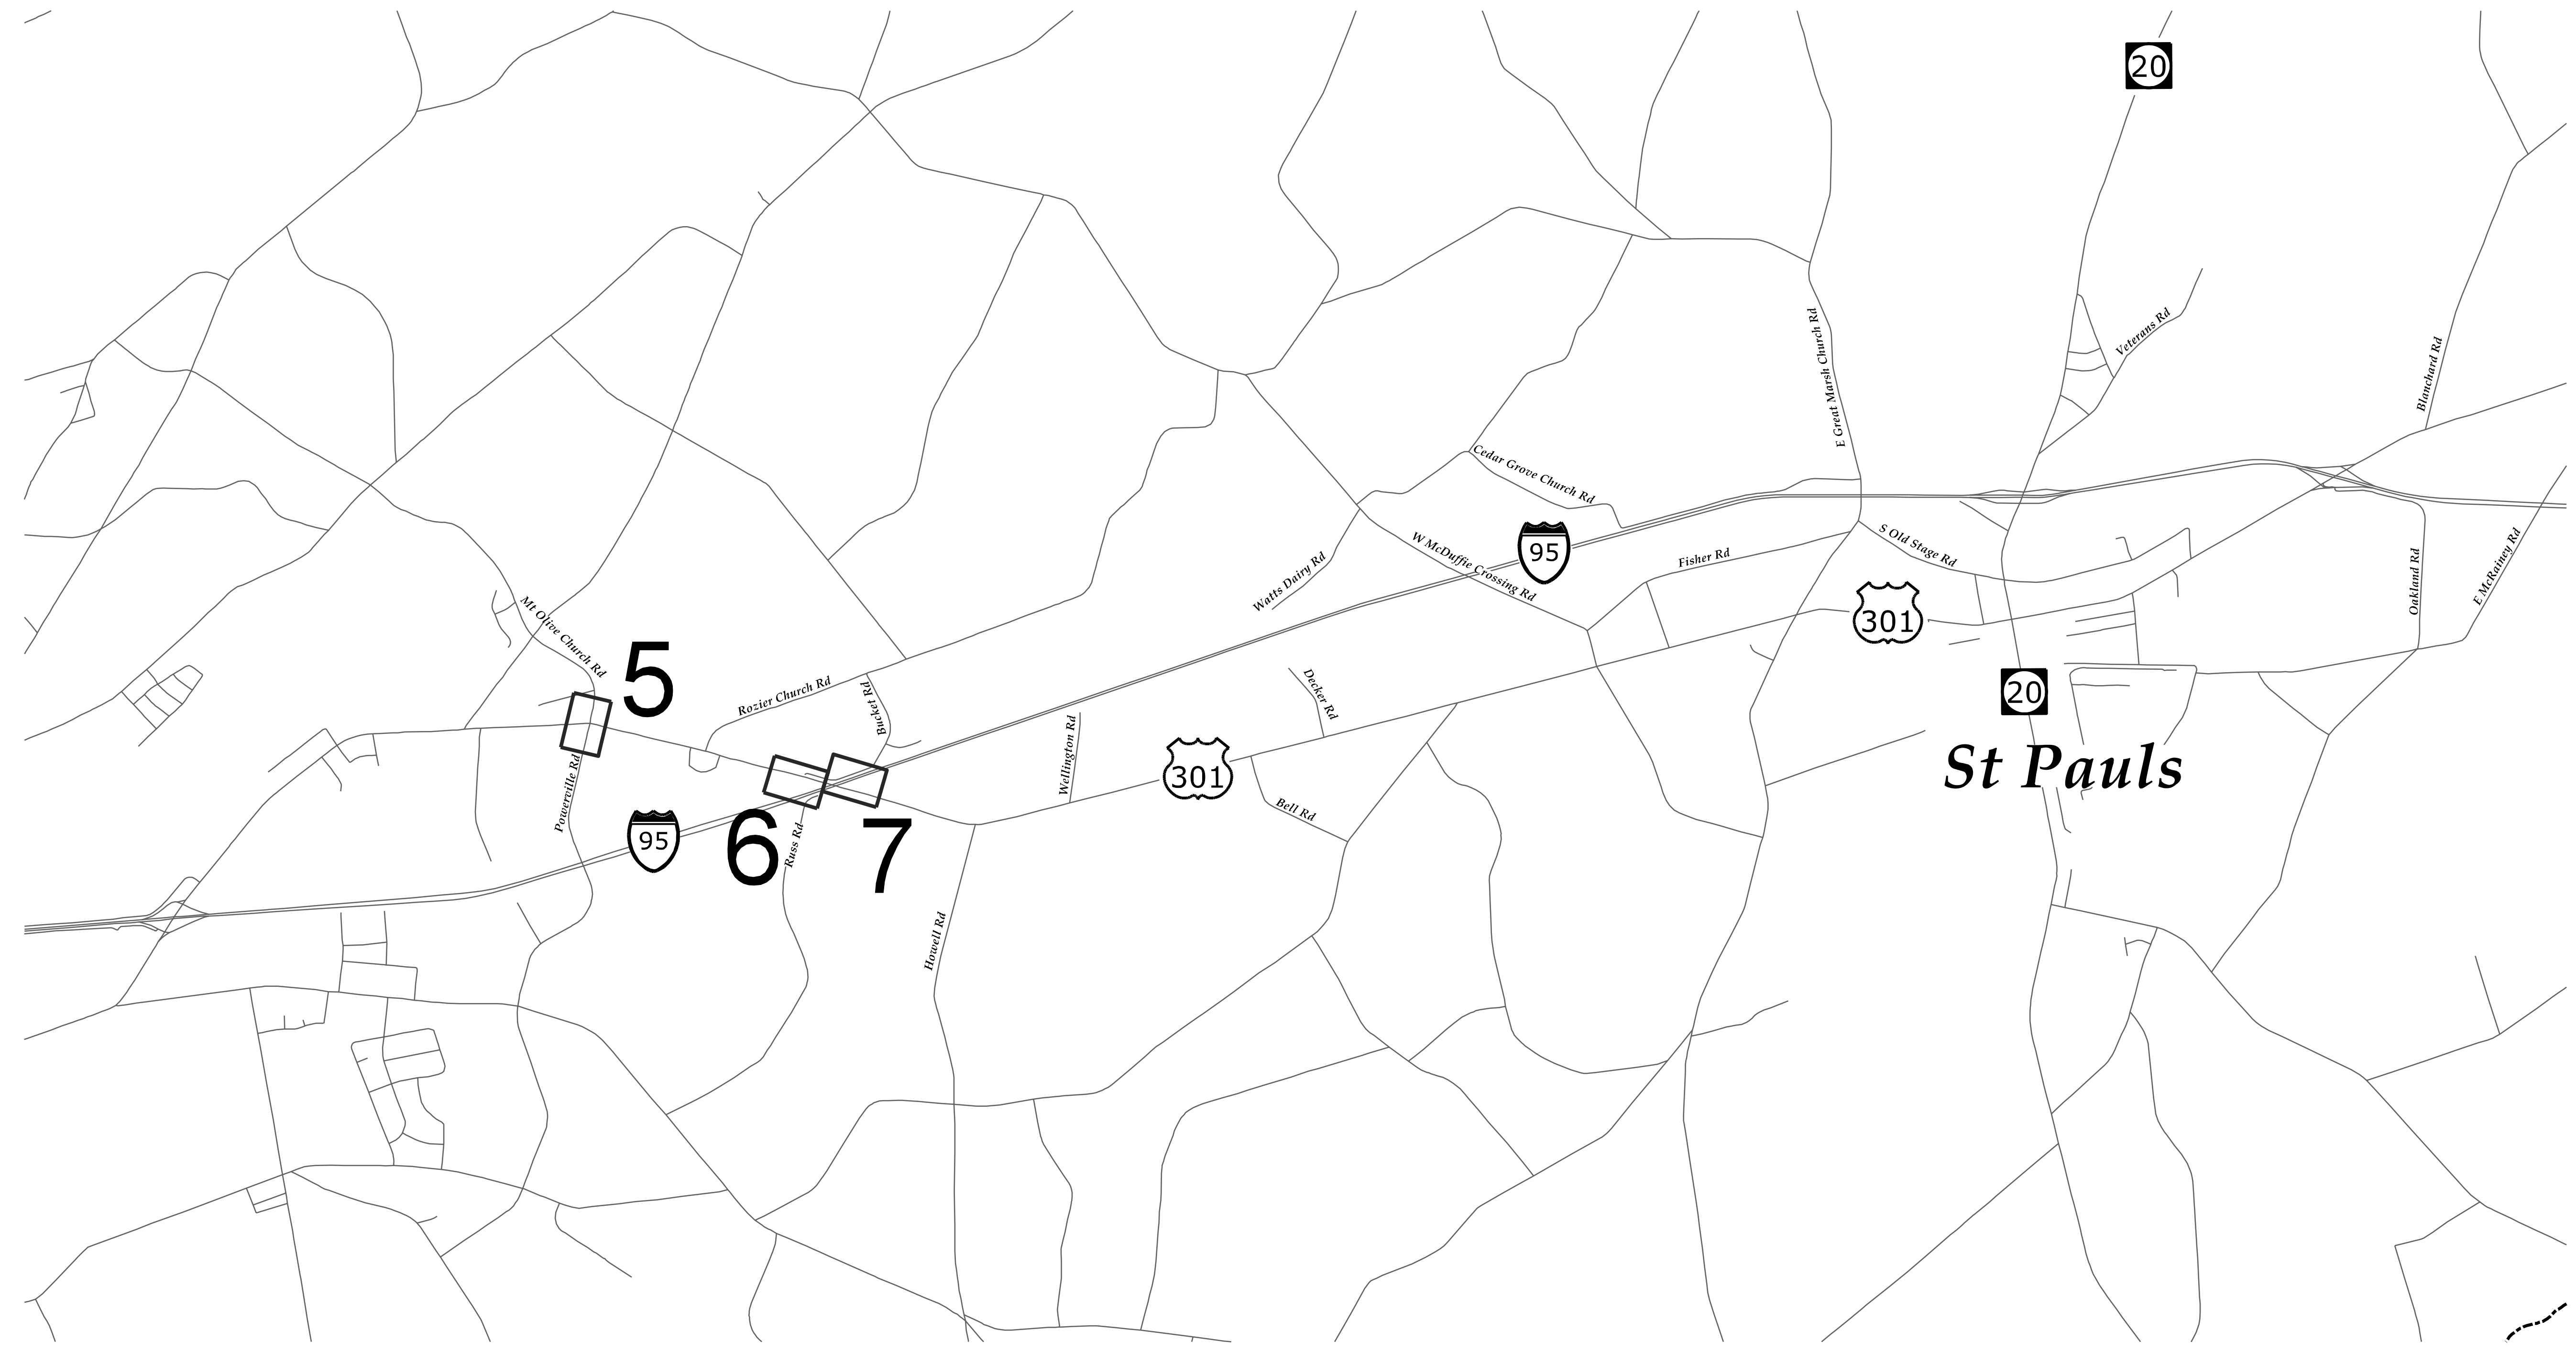 20
Veterans Rd
E Great Marsh Church Rd
Blanchard Rd
Cedar Grove Church Rd
95
W McDuffie Crossing Rd
Watts Dairy Rd
Fisher Rd
S Old Stage Rd
301
Oakland Rd
E McRainey Rd
Mt Olive Church Rd
5
Rozier Church Rd
Bucket Rd
Decker Rd
20
Wellington Rd
301
St Pauls
Powerville Rd
95
6
Russ Rd
7
Bell Rd
Howell Rd